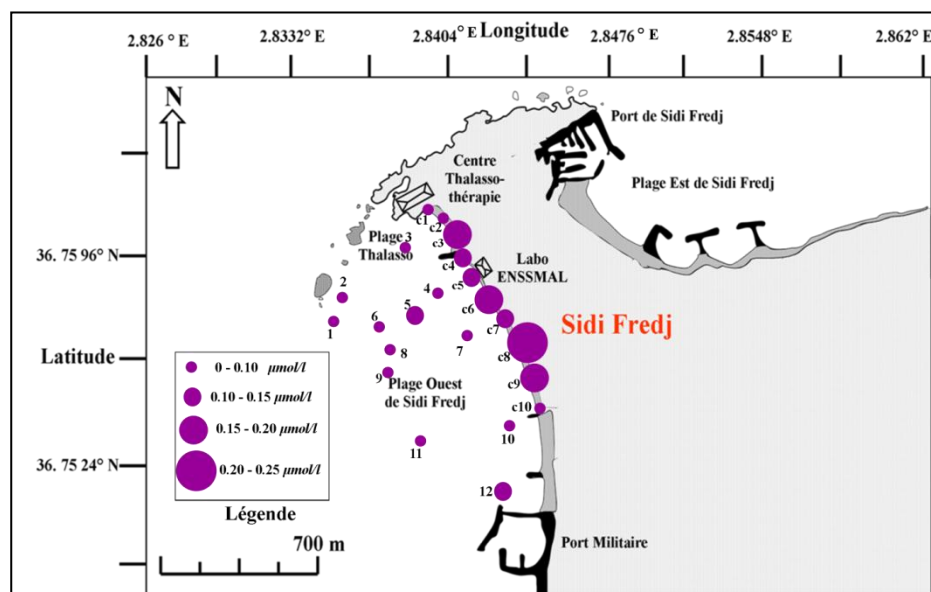 Longitude
2.826 ° E
2.8332° E
2.8404° E
2.8476° E
2.8548° E
2.862° E
N
Port de Sidi Fredj
Centre
Thalasso-
thérapie
Plage Est de Sidi Fredj
c1
c2
Plage
Thalasso
3
c3
36. 7596° N
c4
Labo
ENSSMAL
c5
2
4
c6
5
Sidi Fredj
1
6
c7
7
8
c8
Latitude
9
c9
Plage Ouest
de Sidi Fredj
c10
10
11
0 - 0.10 µmol/l
0.10 - 0.15 µmol/l
0.15 - 0.20 µmol/l
0.20 - 0.25 µmol/l
36. 7524° N
12
Légende
700 m
Port Militaire